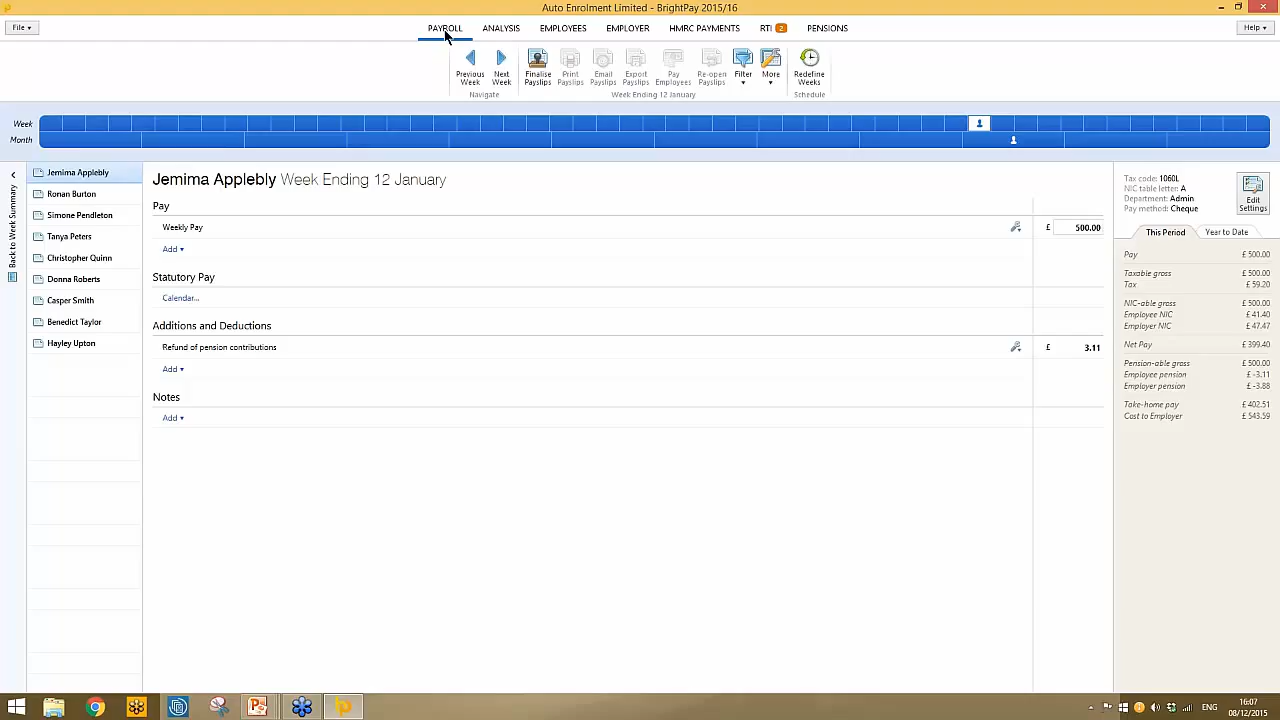 Auto Enrolment Limited - BrightPay 2015/16
File
PAYROLL ANALYSIS EMPLOYEES EMPLOYER HMRC PAYMENTS RTI 2 PENSIONS
Help
Previous Week
Next Week
Navigate
Finalise Payslips
Print Payslips
Email Payslips
Export Payslips
Pay Employees
Re-open Payslips
Filter
More
Week Ending 12 January
Redefine Weeks
Schedule
Week
Month
Back to Week Summary
Jemima Applebly
Ronan Burton
Simone Pendleton
Tanya Peters
Christopher Quinn
Donna Roberts
Casper Smith
Benedict Taylor
Hayley Upton
Jemima Applebly Week Ending 12 January
Pay
Weekly Pay £ 500.00
Add
Statutory Pay
Calendar...
Additions and Deductions
Refund of pension contributions £ 3.11
Add
Notes
Add
Tax code: 1060L
NIC table letter: A
Department: Admin
Pay method: Cheque
Edit Settings
This Period Year to Date
Pay £ 500.00
Taxable gross £ 500.00
Tax £ 59.20
NIC-able gross £ 500.00
Employee NIC £ 41.40
Employer NIC £ 47.47
Net Pay £ 399.40
Pension-able gross £ 500.00
Employee pension £ -3.11
Employer pension £ -3.88
Take-home pay £ 402.51
Cost to Employer £ 543.59
ENG
16:07
08/12/2015